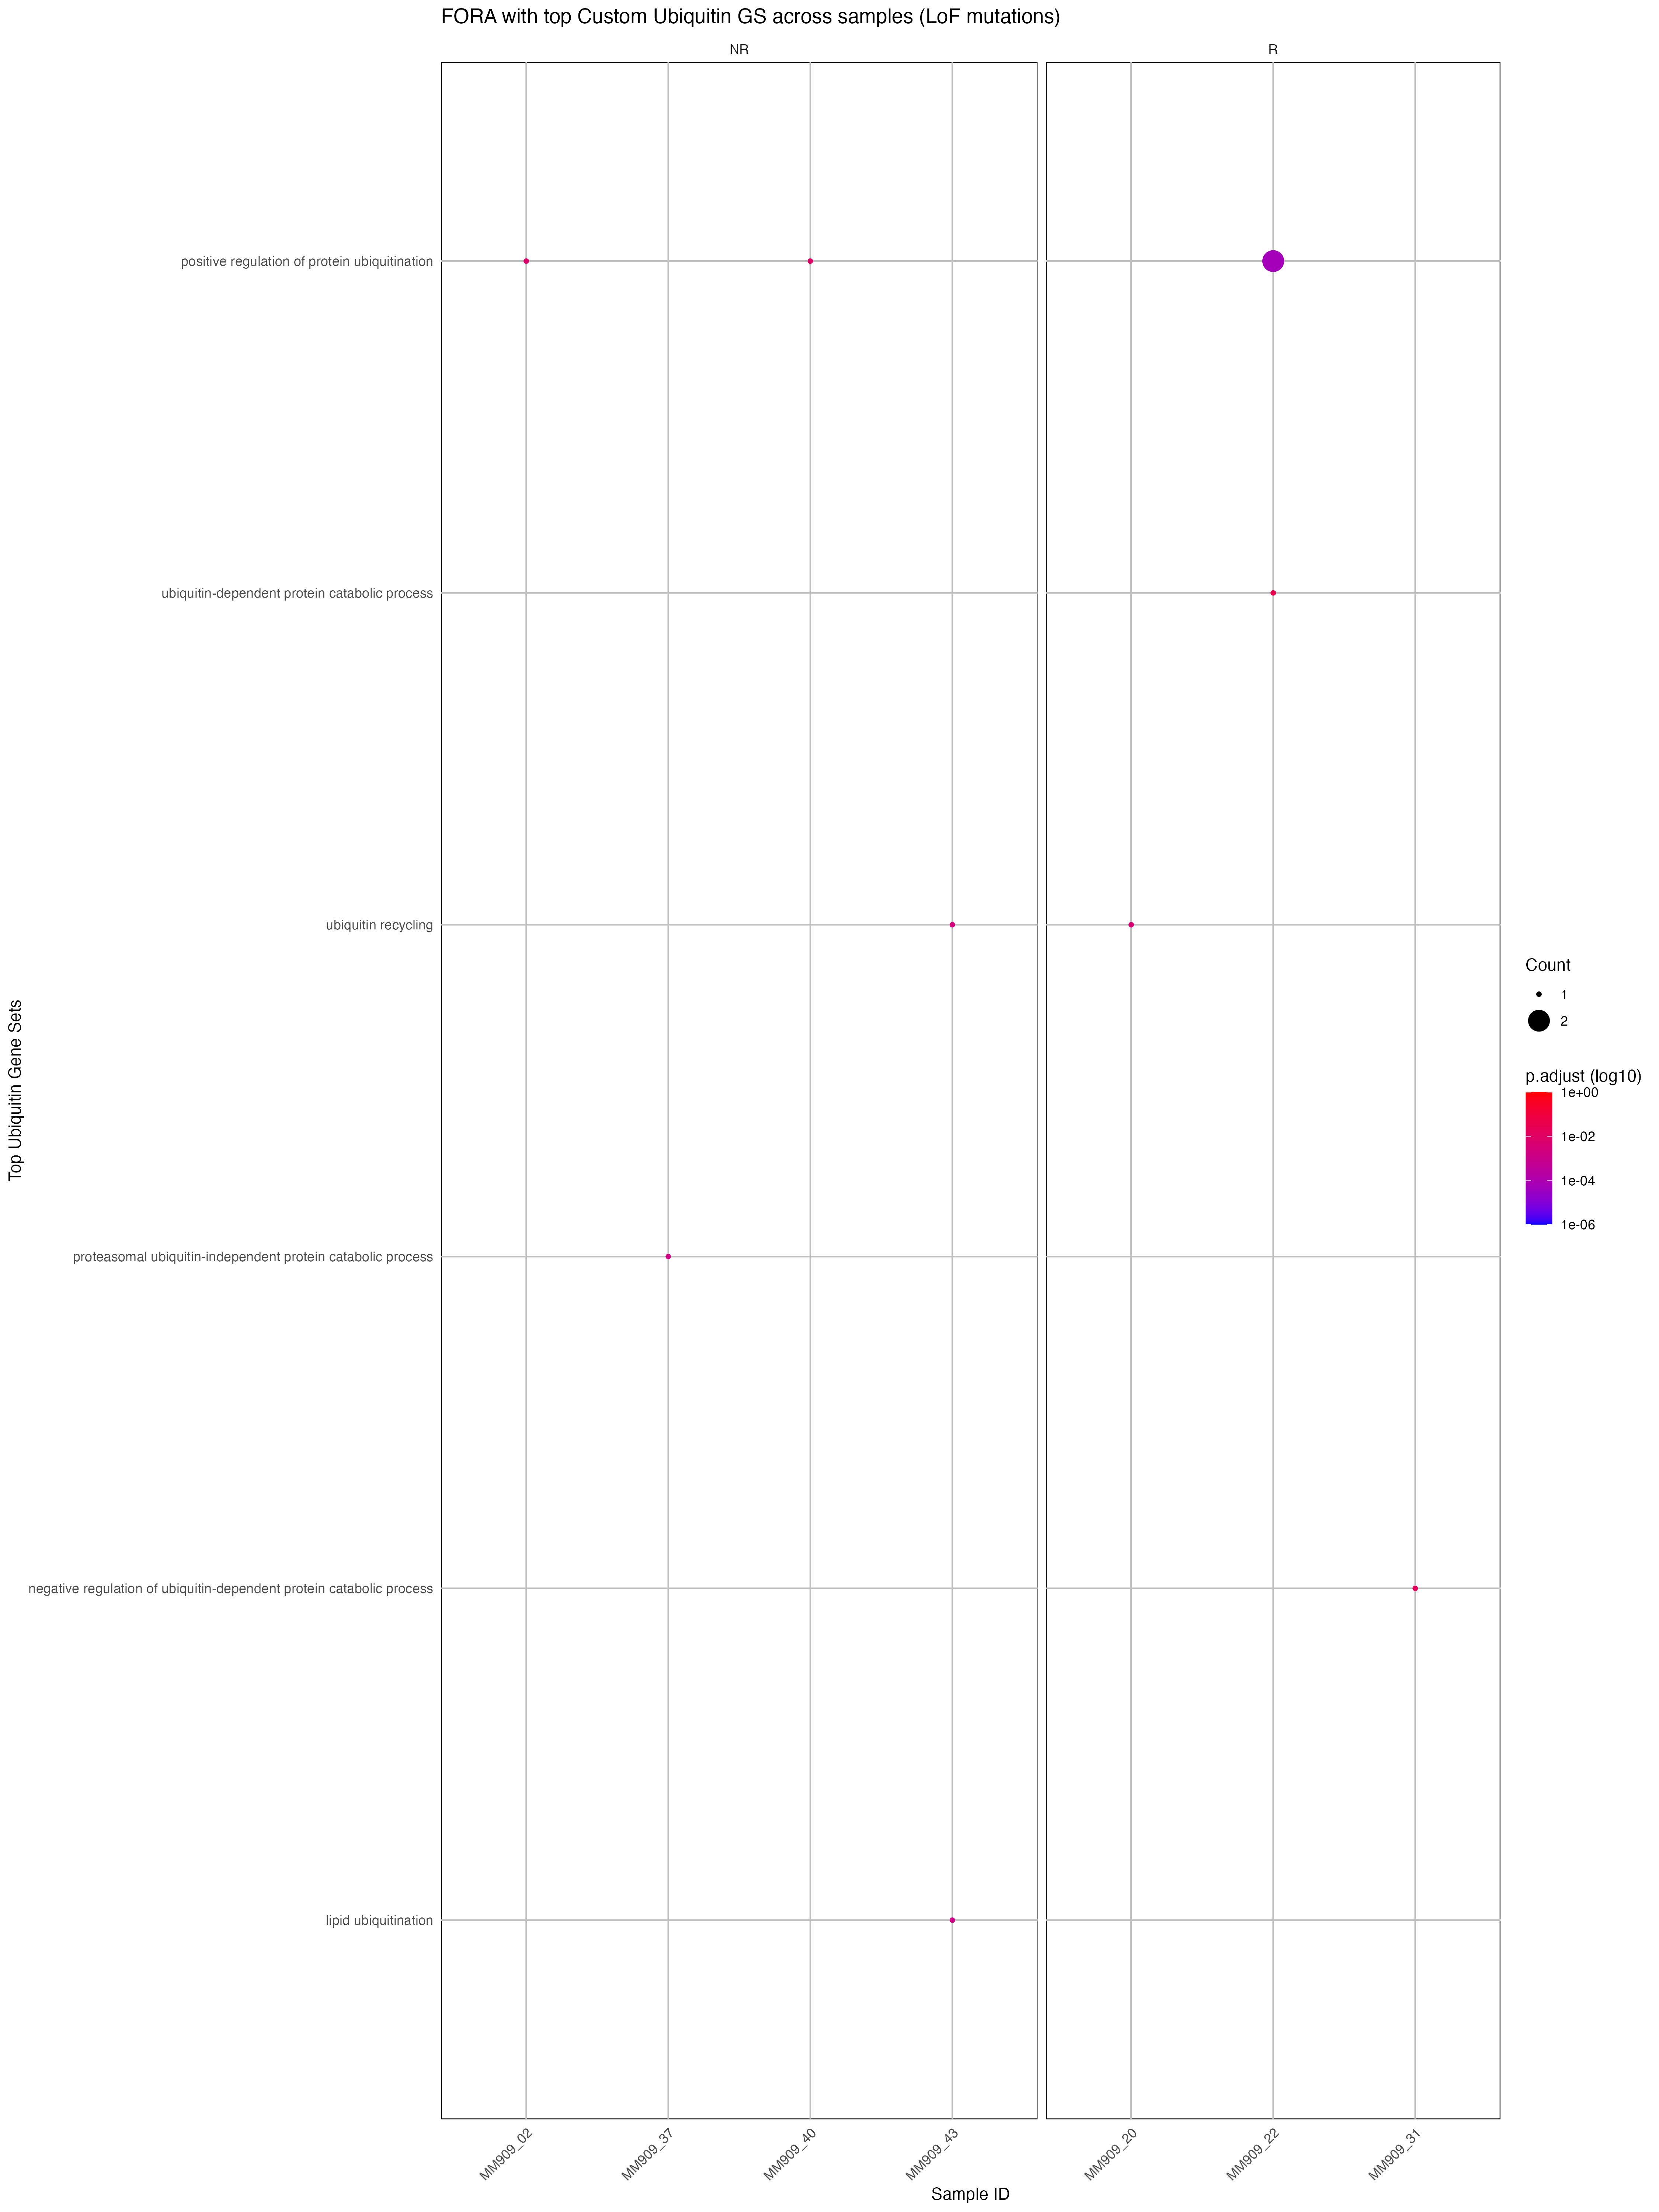 FORA with top Custom Ubiquitin GS across samples (LoF mutations)
NR
R
positive regulation of protein ubiquitination
ubiquitin-dependent protein catabolic process
ubiquitin recycling
proteasomal ubiquitin-independent protein catabolic process
negative regulation of ubiquitin-dependent protein catabolic process
lipid ubiquitination
Top Ubiquitin Gene Sets
MM909_02
MM909_37
MM909_40
MM909_43
MM909_20
MM909_22
MM909_31
Sample ID
Count
1
2
p.adjust (log10)
1e+00
1e-02
1e-04
1e-06